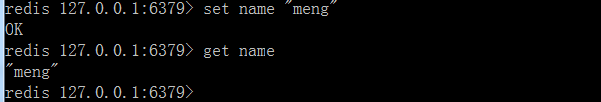 redis 127.0.0.1:6379> set name "meng"
OK
redis 127.0.0.1:6379> get name
"meng"
redis 127.0.0.1:6379>